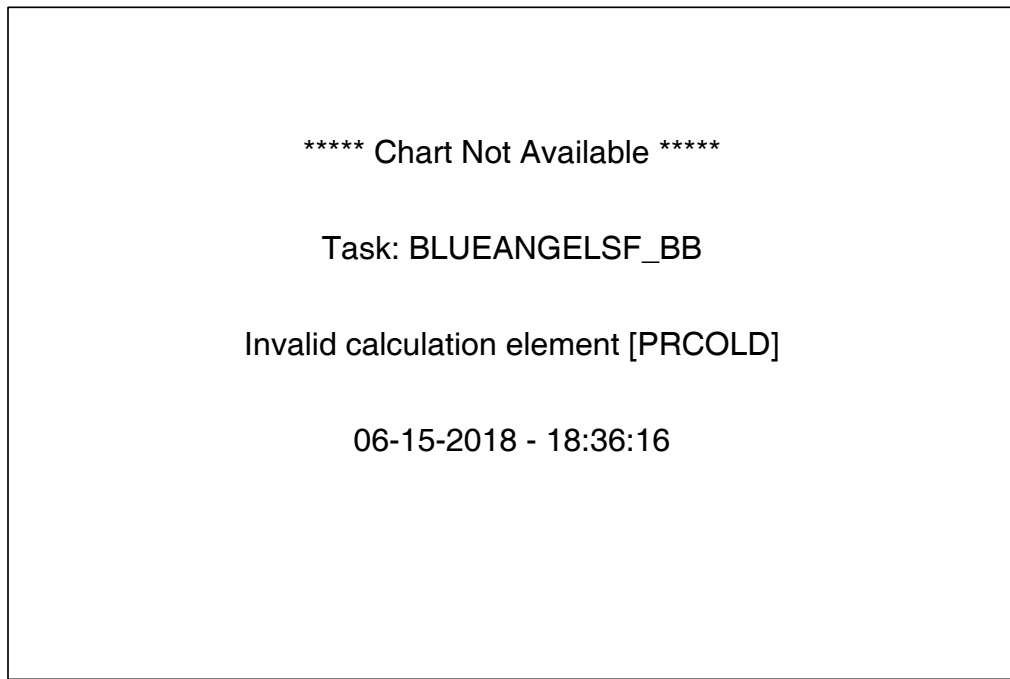 ***** Chart Not Available *****
Task: BLUEANGELSF_BB
Invalid calculation element [PRCOLD]
06-15-2018 - 18:36:16